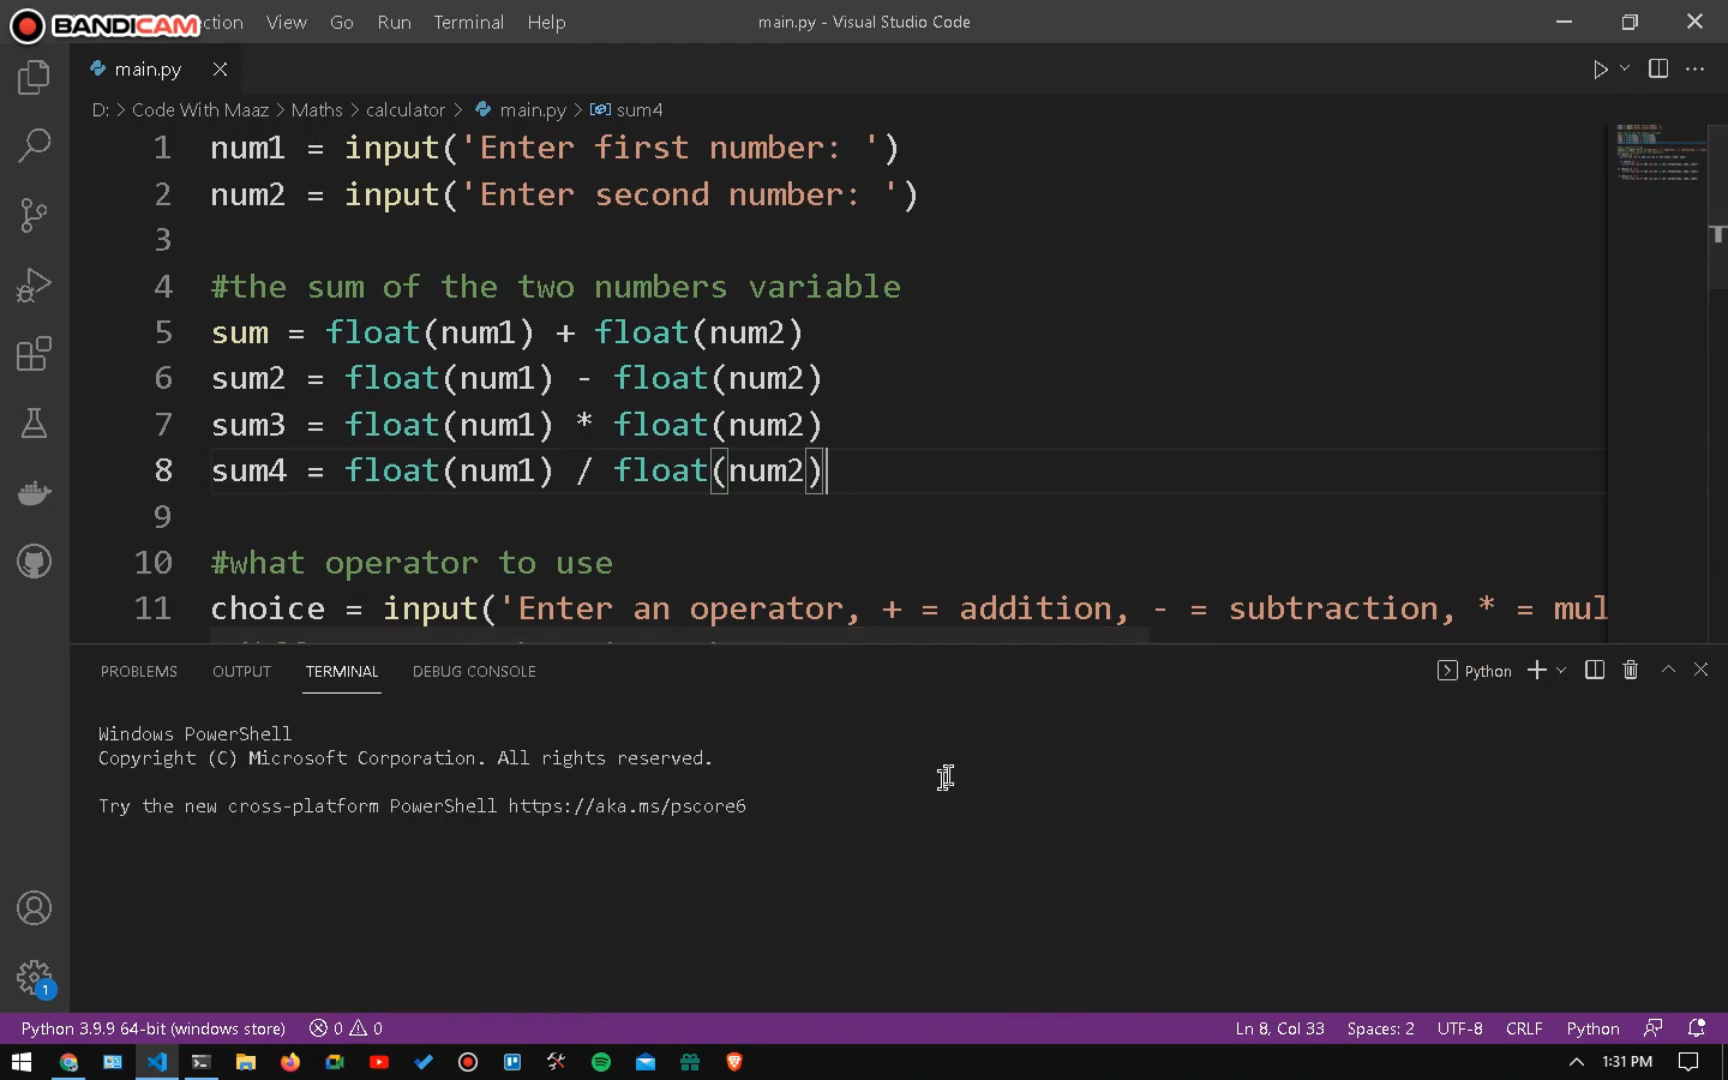 BANDICAM
ction View Go Run Terminal Help
main.py - Visual Studio Code
main.py
D: > Code With Maaz > Maths > calculator > main.py > sum4
1 num1 = input('Enter first number: ')
2 num2 = input('Enter second number: ')
3
4 #the sum of the two numbers variable
5 sum = float(num1) + float(num2)
6 sum2 = float(num1) - float(num2)
7 sum3 = float(num1) * float(num2)
8 sum4 = float(num1) / float(num2)
9
10 #what operator to use
11 choice = input('Enter an operator, + = addition, - = subtraction, * = mul
PROBLEMS OUTPUT TERMINAL DEBUG CONSOLE
Python
Windows PowerShell
Copyright (C) Microsoft Corporation. All rights reserved.
Try the new cross-platform PowerShell https://aka.ms/pscore6
1
Python 3.9.9 64-bit (windows store) 0 0
Ln 8, Col 33 Spaces: 2 UTF-8 CRLF Python
1:31 PM